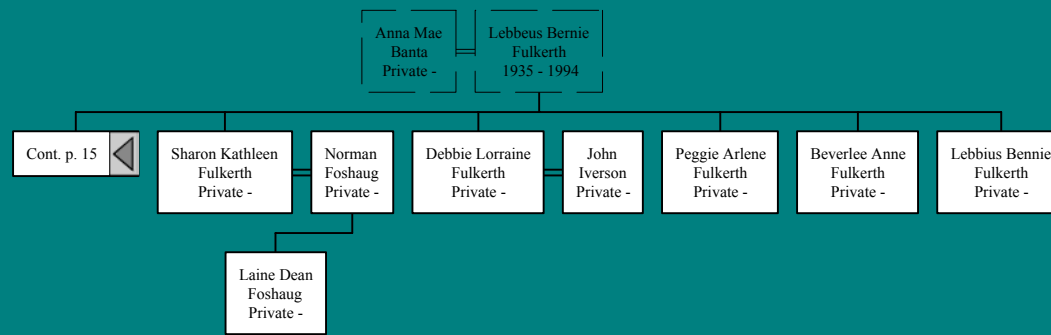 Anna Mae
Banta
Private -
Lebbeus Bernie
Fulkerth
1935 - 1994
Cont. p. 15
Sharon Kathleen
Fulkerth
Private -
Norman
Foshaug
Private -
Debbie Lorraine
Fulkerth
Private -
John
Iverson
Private -
Peggie Arlene
Fulkerth
Private -
Beverlee Anne
Fulkerth
Private -
Lebbius Bennie
Fulkerth
Private -
Laine Dean
Foshaug
Private -